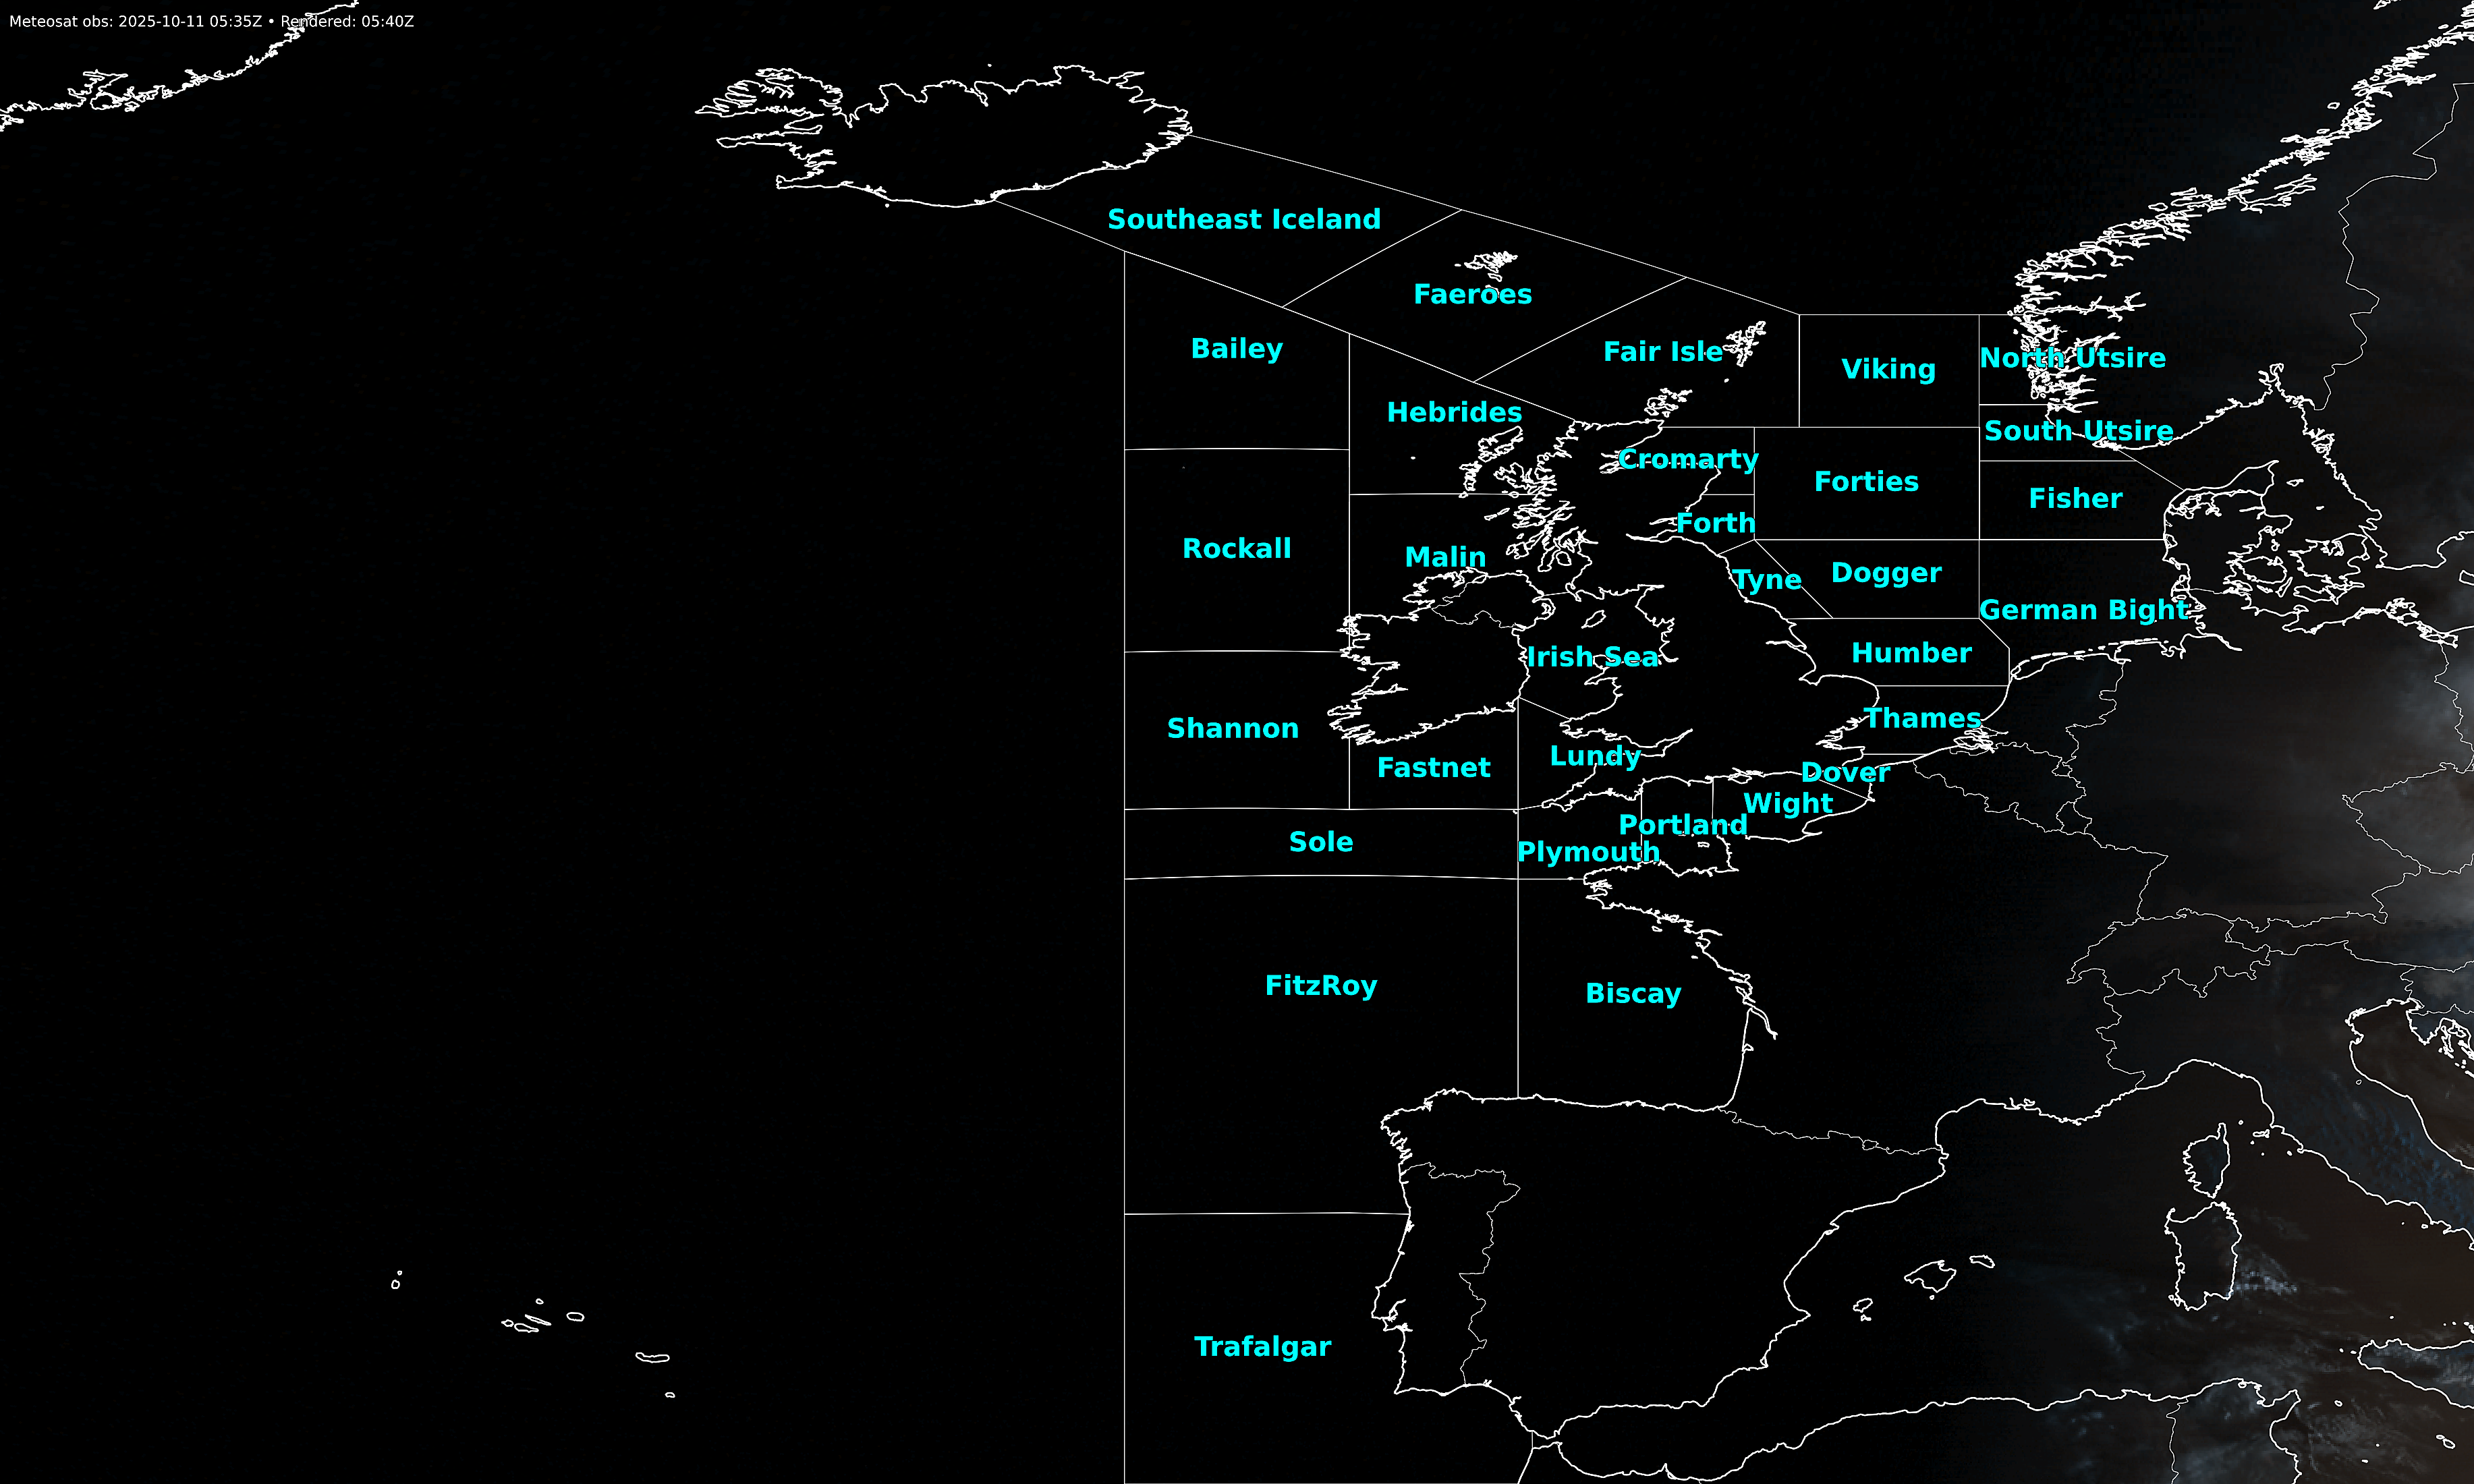 Meteosat obs: 2025-10-11 05:35Z • Rendered: 05:40Z
Southeast Iceland
Faeroes
Bailey
Fair Isle
Viking
North Utsire
Hebrides
South Utsire
Cromarty
Forties
Fisher
Forth
Rockall
Malin
Tyne
Dogger
German Bight
Irish Sea
Humber
Thames
Shannon
Lundy
Fastnet
Dover
Wight
Portland
Sole
Plymouth
FitzRoy
Biscay
Trafalgar